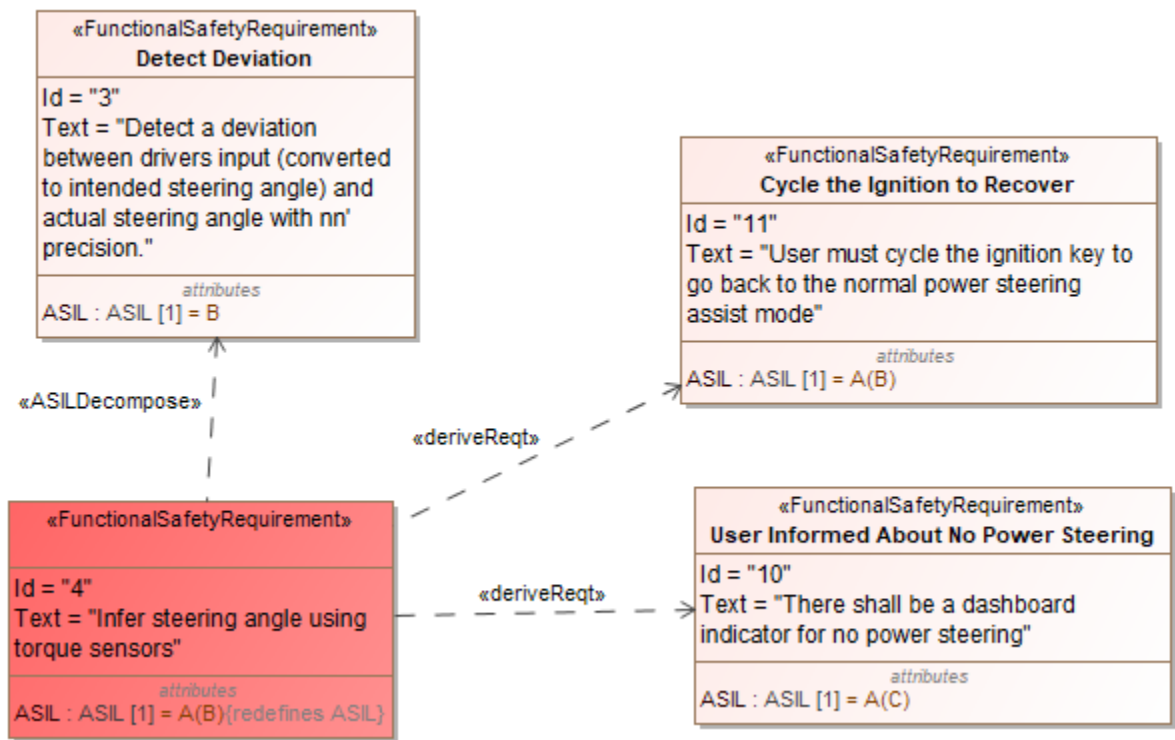 «FunctionalSafetyRequirement»
Detect Deviation
Id = "3"
Text = "Detect a deviation
between drivers input (converted
to intended steering angle) and
actual steering angle with nn'
precision."
attributes
ASIL : ASIL [1] = B
«FunctionalSafetyRequirement»
Cycle the Ignition to Recover
Id = "11"
Text = "User must cycle the ignition key to
go back to the normal power steering
assist mode"
attributes
ASIL : ASIL [1] = A(B)
«ASILDecompose»
«deriveReqt»
«FunctionalSafetyRequirement»
Id = "4"
Text = "Infer steering angle using
torque sensors"
attributes
ASIL : ASIL [1] = A(B){redefines ASIL}
«deriveReqt»
«FunctionalSafetyRequirement»
User Informed About No Power Steering
Id = "10"
Text = "There shall be a dashboard
indicator for no power steering"
attributes
ASIL : ASIL [1] = A(C)